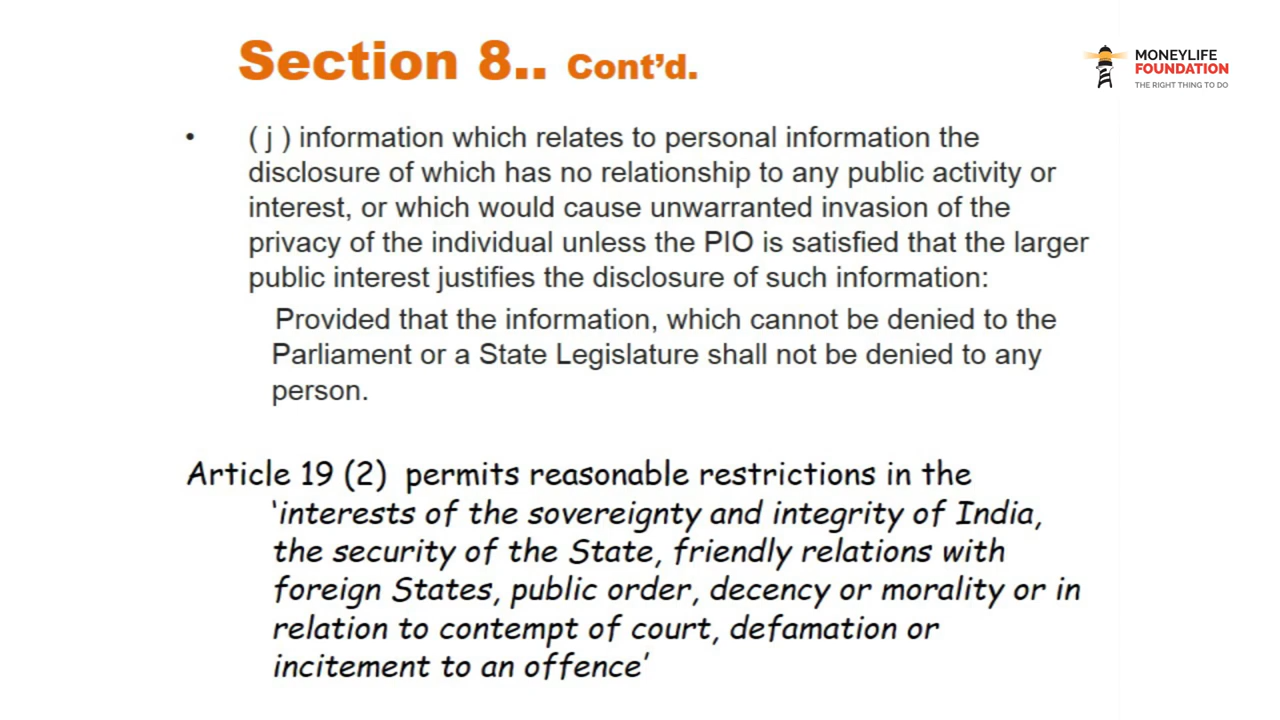 Section 8.. Cont’d.
MONEYLIFE
FOUNDATION
THE RIGHT THING TO DO
• ( j ) information which relates to personal information the
disclosure of which has no relationship to any public activity or
interest, or which would cause unwarranted invasion of the
privacy of the individual unless the PIO is satisfied that the larger
public interest justifies the disclosure of such information:
Provided that the information, which cannot be denied to the
Parliament or a State Legislature shall not be denied to any
person.
Article 19 (2) permits reasonable restrictions in the
‘interests of the sovereignty and integrity of India,
the security of the State, friendly relations with
foreign States, public order, decency or morality or in
relation to contempt of court, defamation or
incitement to an offence’